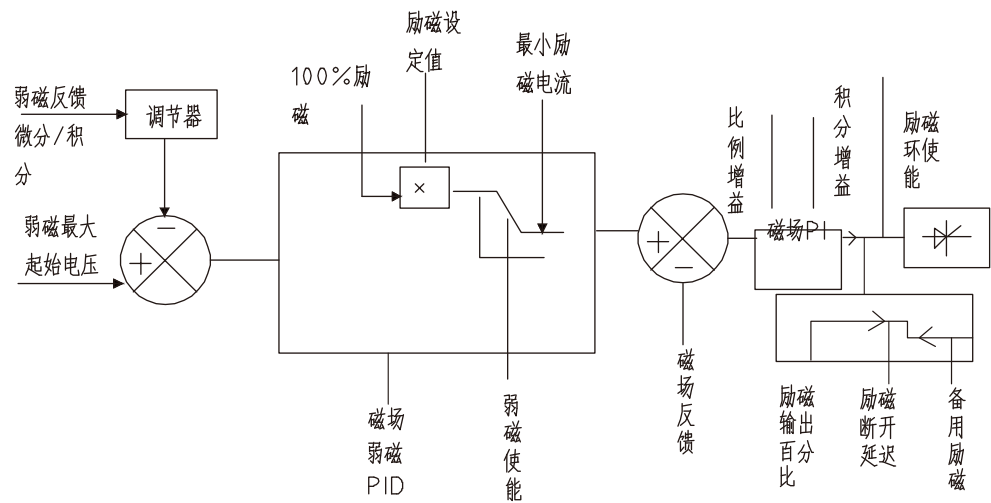 弱磁反馈
微分/积
分
调节器
弱磁最大
起始电压
100%励
磁
励磁设
定值
最小励
磁电流
×
磁场
弱磁
PID
弱磁使能
磁场反馈
比例增益
积分增益
磁场PI
励磁
环使
能
励磁
输出
百分
比
励磁
断开
延迟
备用励磁